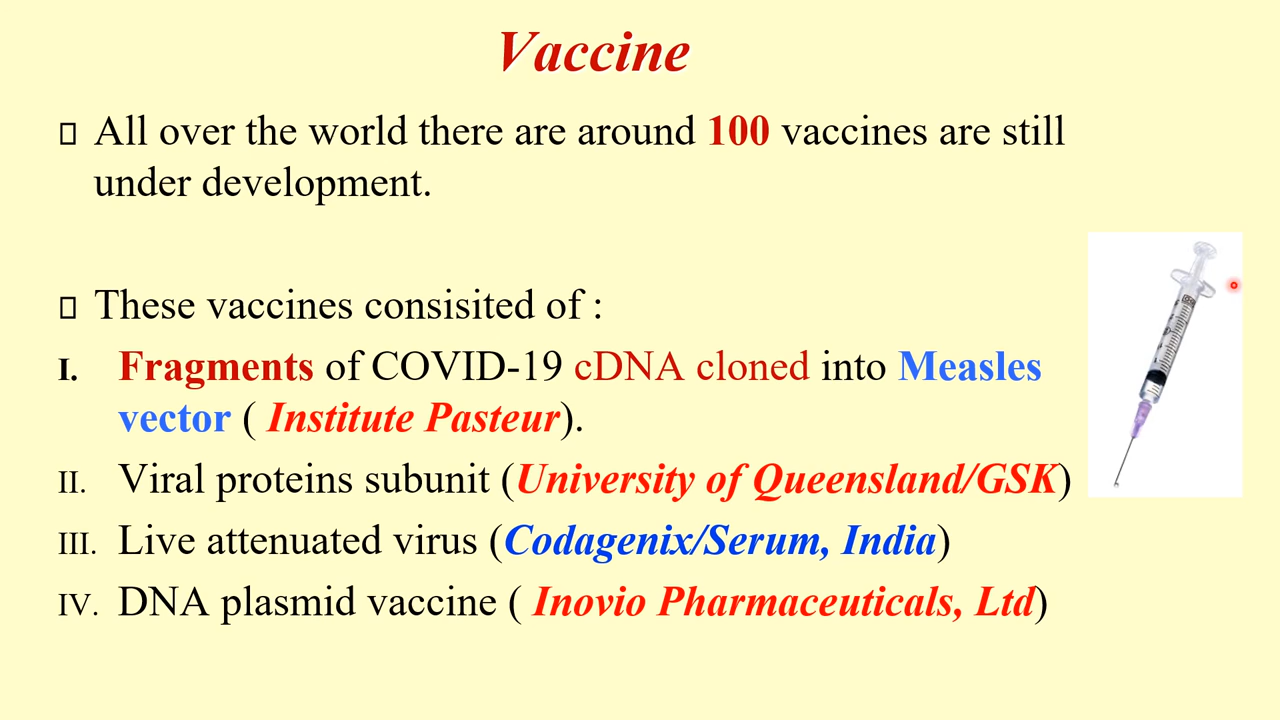 Vaccine
All over the world there are around 100 vaccines are still
under development.
These vaccines consisited of :
I. Fragments of COVID-19 cDNA cloned into Measles
vector ( Institute Pasteur).
II. Viral proteins subunit (University of Queensland/GSK)
III. Live attenuated virus (Codagenix/Serum, India)
IV. DNA plasmid vaccine ( Inovio Pharmaceuticals, Ltd)